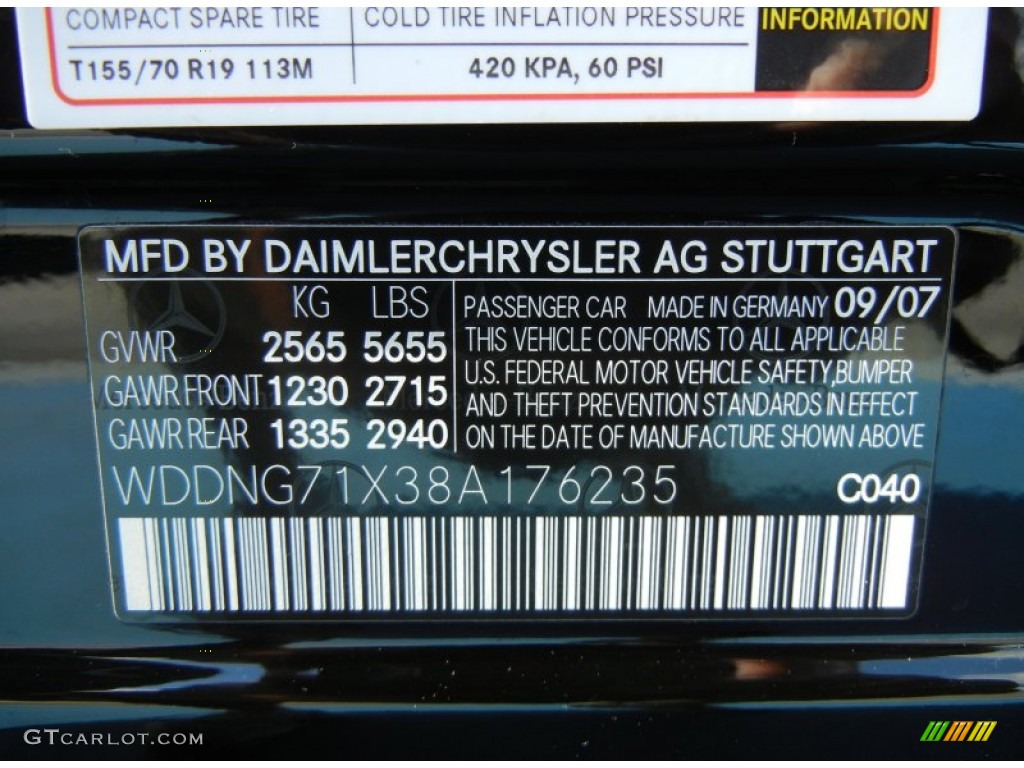 COMPACT SPARE TIRE COLD TIRE INFLATION PRESSURE INFORMATION
T155/70 R19 113M 420 KPA, 60 PSI
MFD BY DAIMLERCHRYSLER AG STUTTGART
KG LBS
GVWR 2565 5655
GAWR FRONT 1230 2715
GAWR REAR 1335 2940
PASSENGER CAR MADE IN GERMANY 09/07
THIS VEHICLE CONFORMS TO ALL APPLICABLE
U.S. FEDERAL MOTOR VEHICLE SAFETY,BUMPER
AND THEFT PREVENTION STANDARDS IN EFFECT
ON THE DATE OF MANUFACTURE SHOWN ABOVE
WDDNG71X38A176235 C040
GTCARLOT.COM